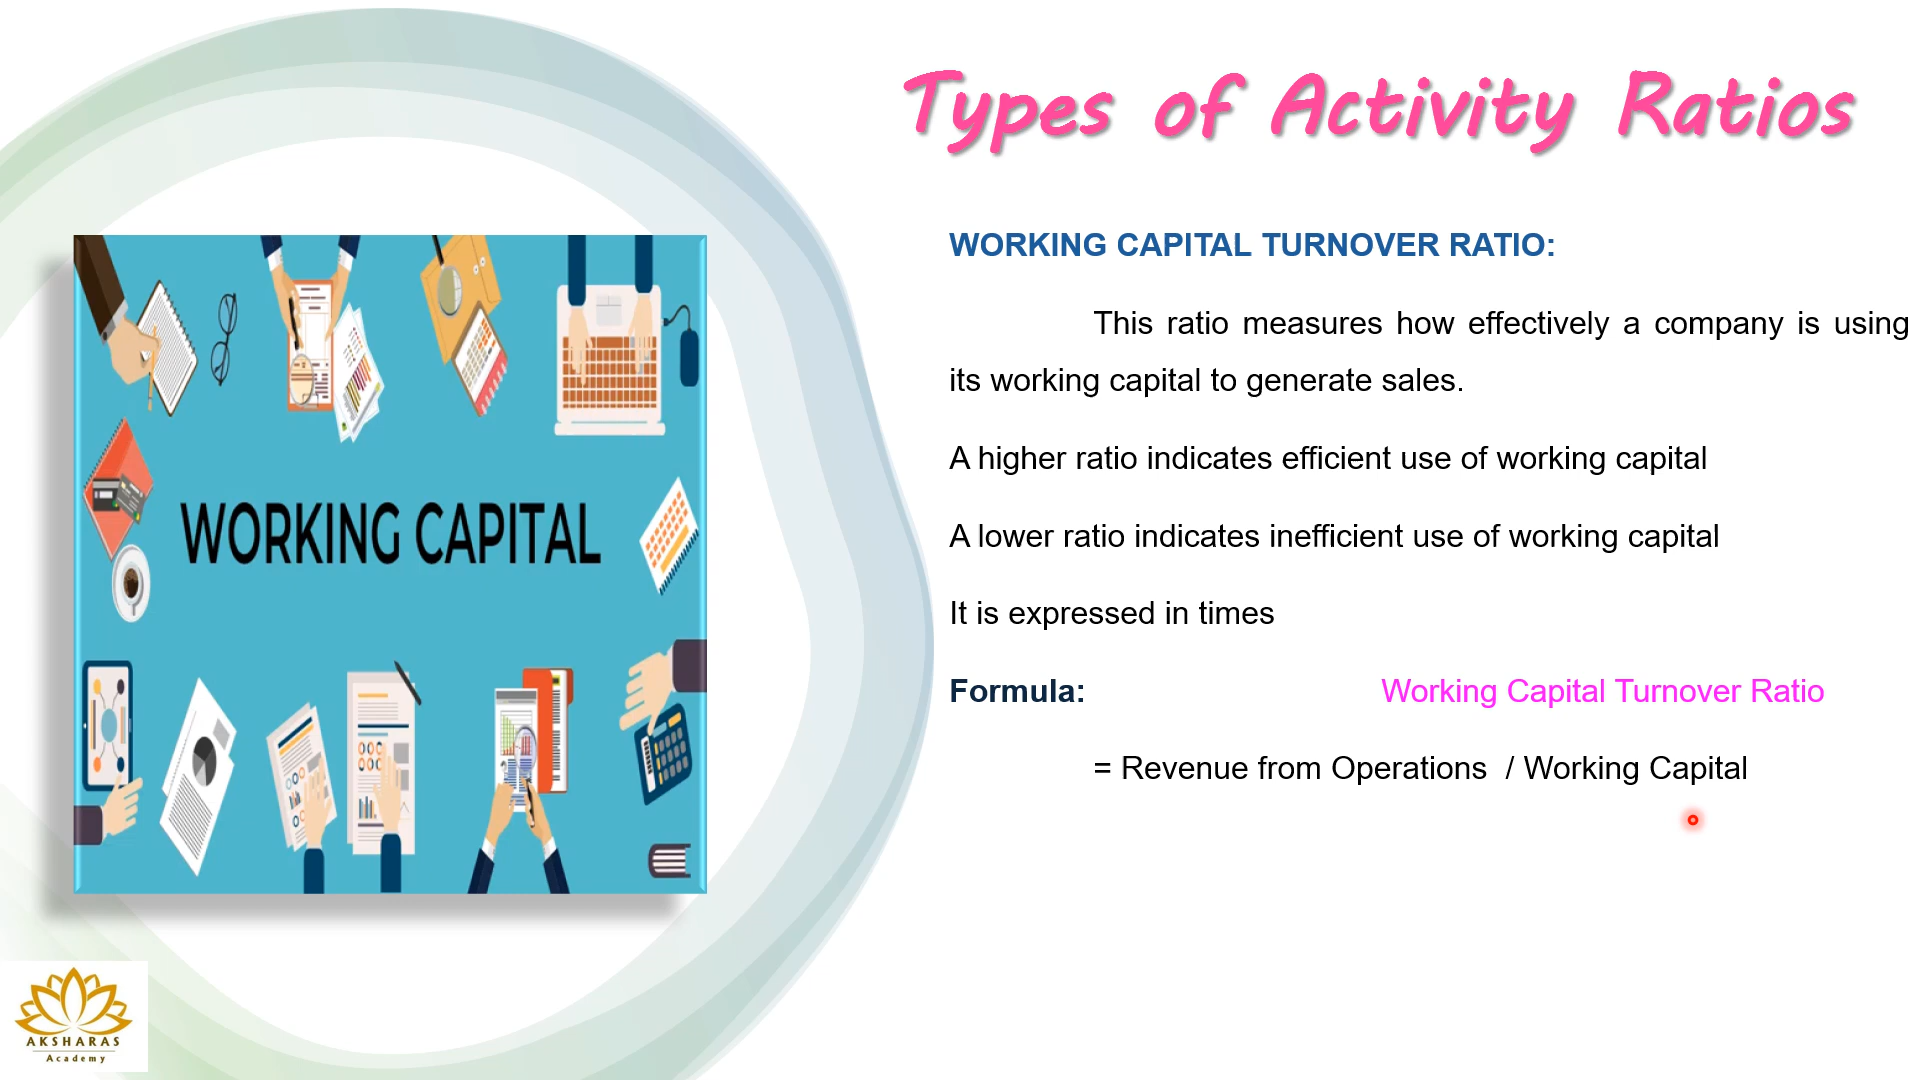 Types of Activity Ratios
WORKING CAPITAL TURNOVER RATIO:
This ratio measures how effectively a company is using
its working capital to generate sales.
A higher ratio indicates efficient use of working capital
A lower ratio indicates inefficient use of working capital
It is expressed in times
Formula: Working Capital Turnover Ratio
= Revenue from Operations / Working Capital
WORKING CAPITAL
AKSHARAS
Academy